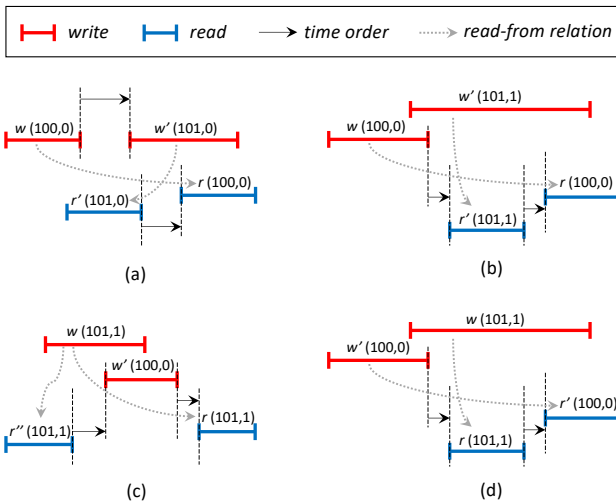 write read time order read-from relation
w (100,0) w’ (101,0)
r (100,0)
r’ (101,0)
(a)
w’ (101,1)
w (100,0)
r (100,0)
r’ (101,1)
(b)
w (101,1)
w’ (100,0)
r (101,1)
r’’ (101,1)
(c)
w (101,1)
w’ (100,0)
r’ (100,0)
r (101,1)
(d)